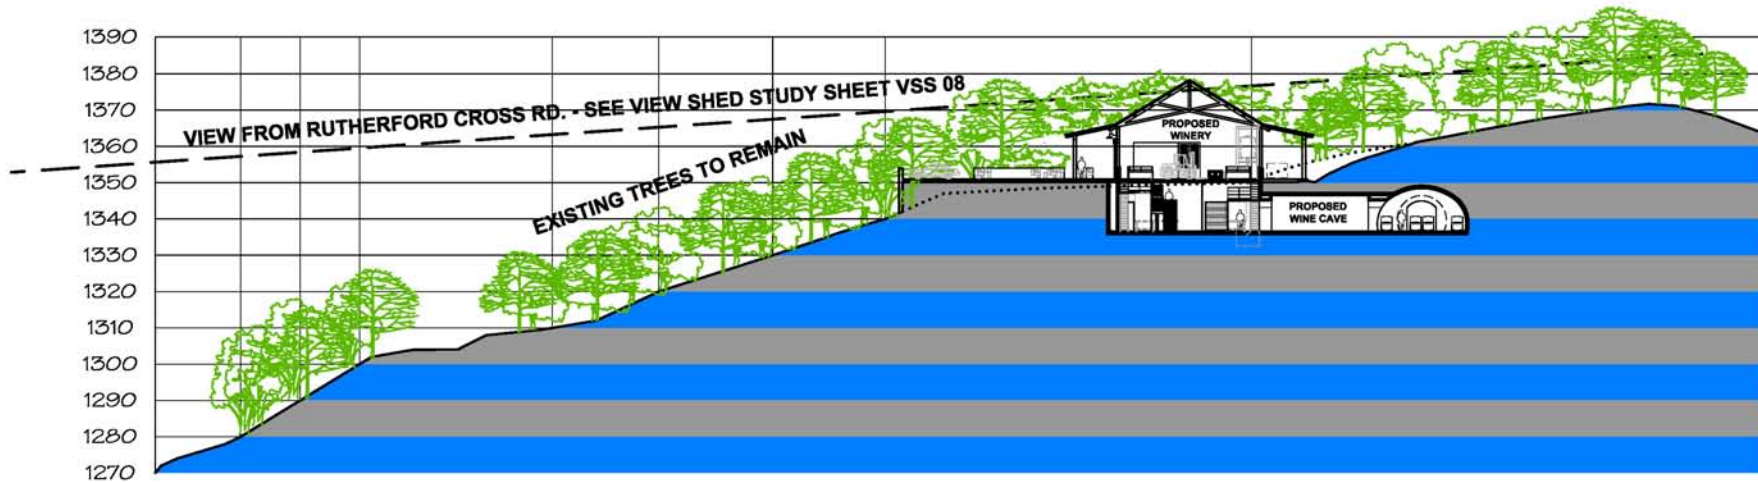 1390
1380
1370
1360
1350
1340
1330
1320
1310
1300
1290
1280
1270
VIEW FROM RUTHERFORD CROSS RD. - SEE VIEW SHED STUDY SHEET VSS 08
EXISTING TREES TO REMAIN
PROPOSED
WINERY
PROPOSED
WINE CAVE